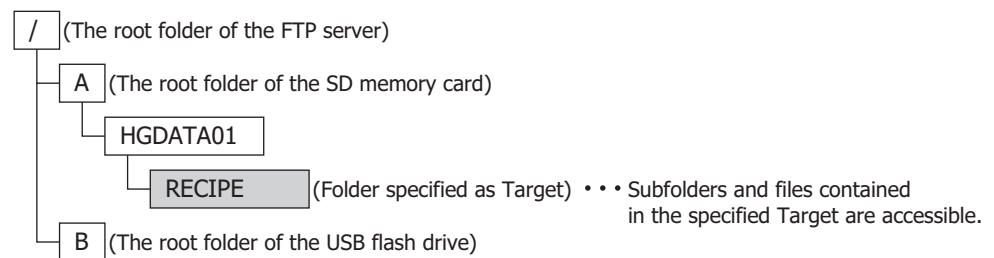 / (The root folder of the FTP server)
A (The root folder of the SD memory card)
HGDATA01
RECIPE (Folder specified as Target) • • • Subfolders and files contained
in the specified Target are accessible.
B (The root folder of the USB flash drive)